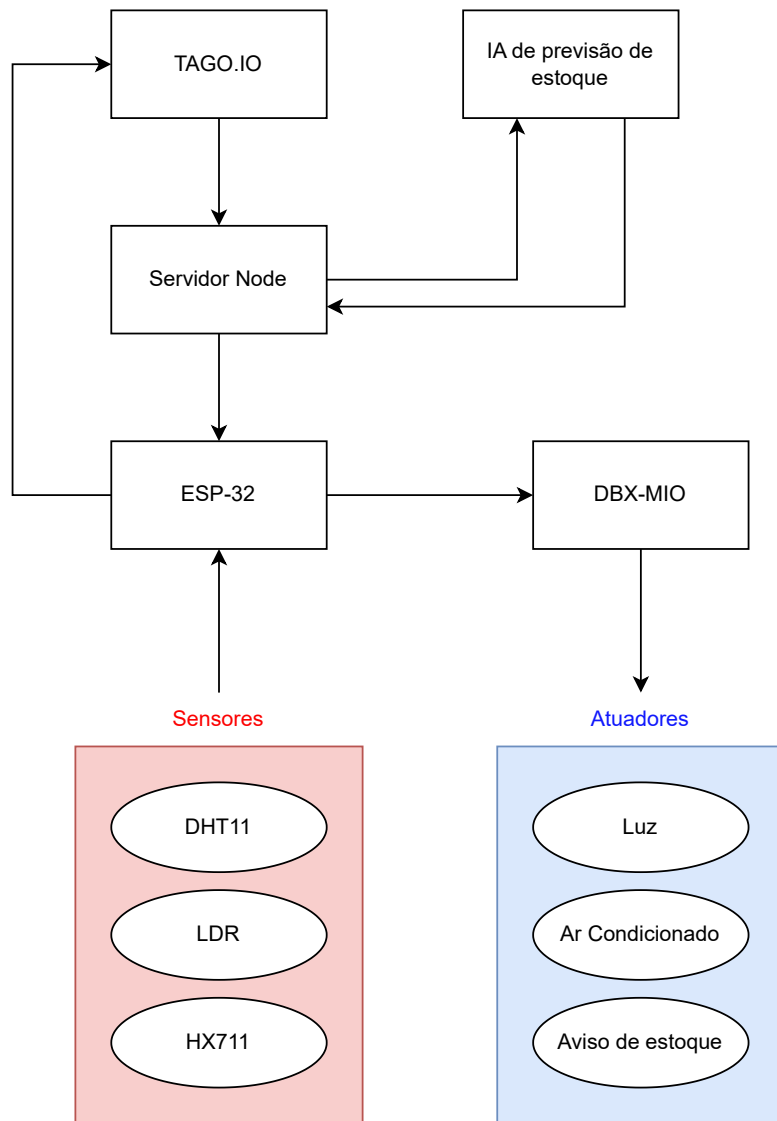 TAGO.IO
IA de previsão de
estoque
Servidor Node
ESP-32
DBX-MIO
Sensores
Atuadores
DHT11
Luz
LDR
Ar Condicionado
HX711
Aviso de estoque